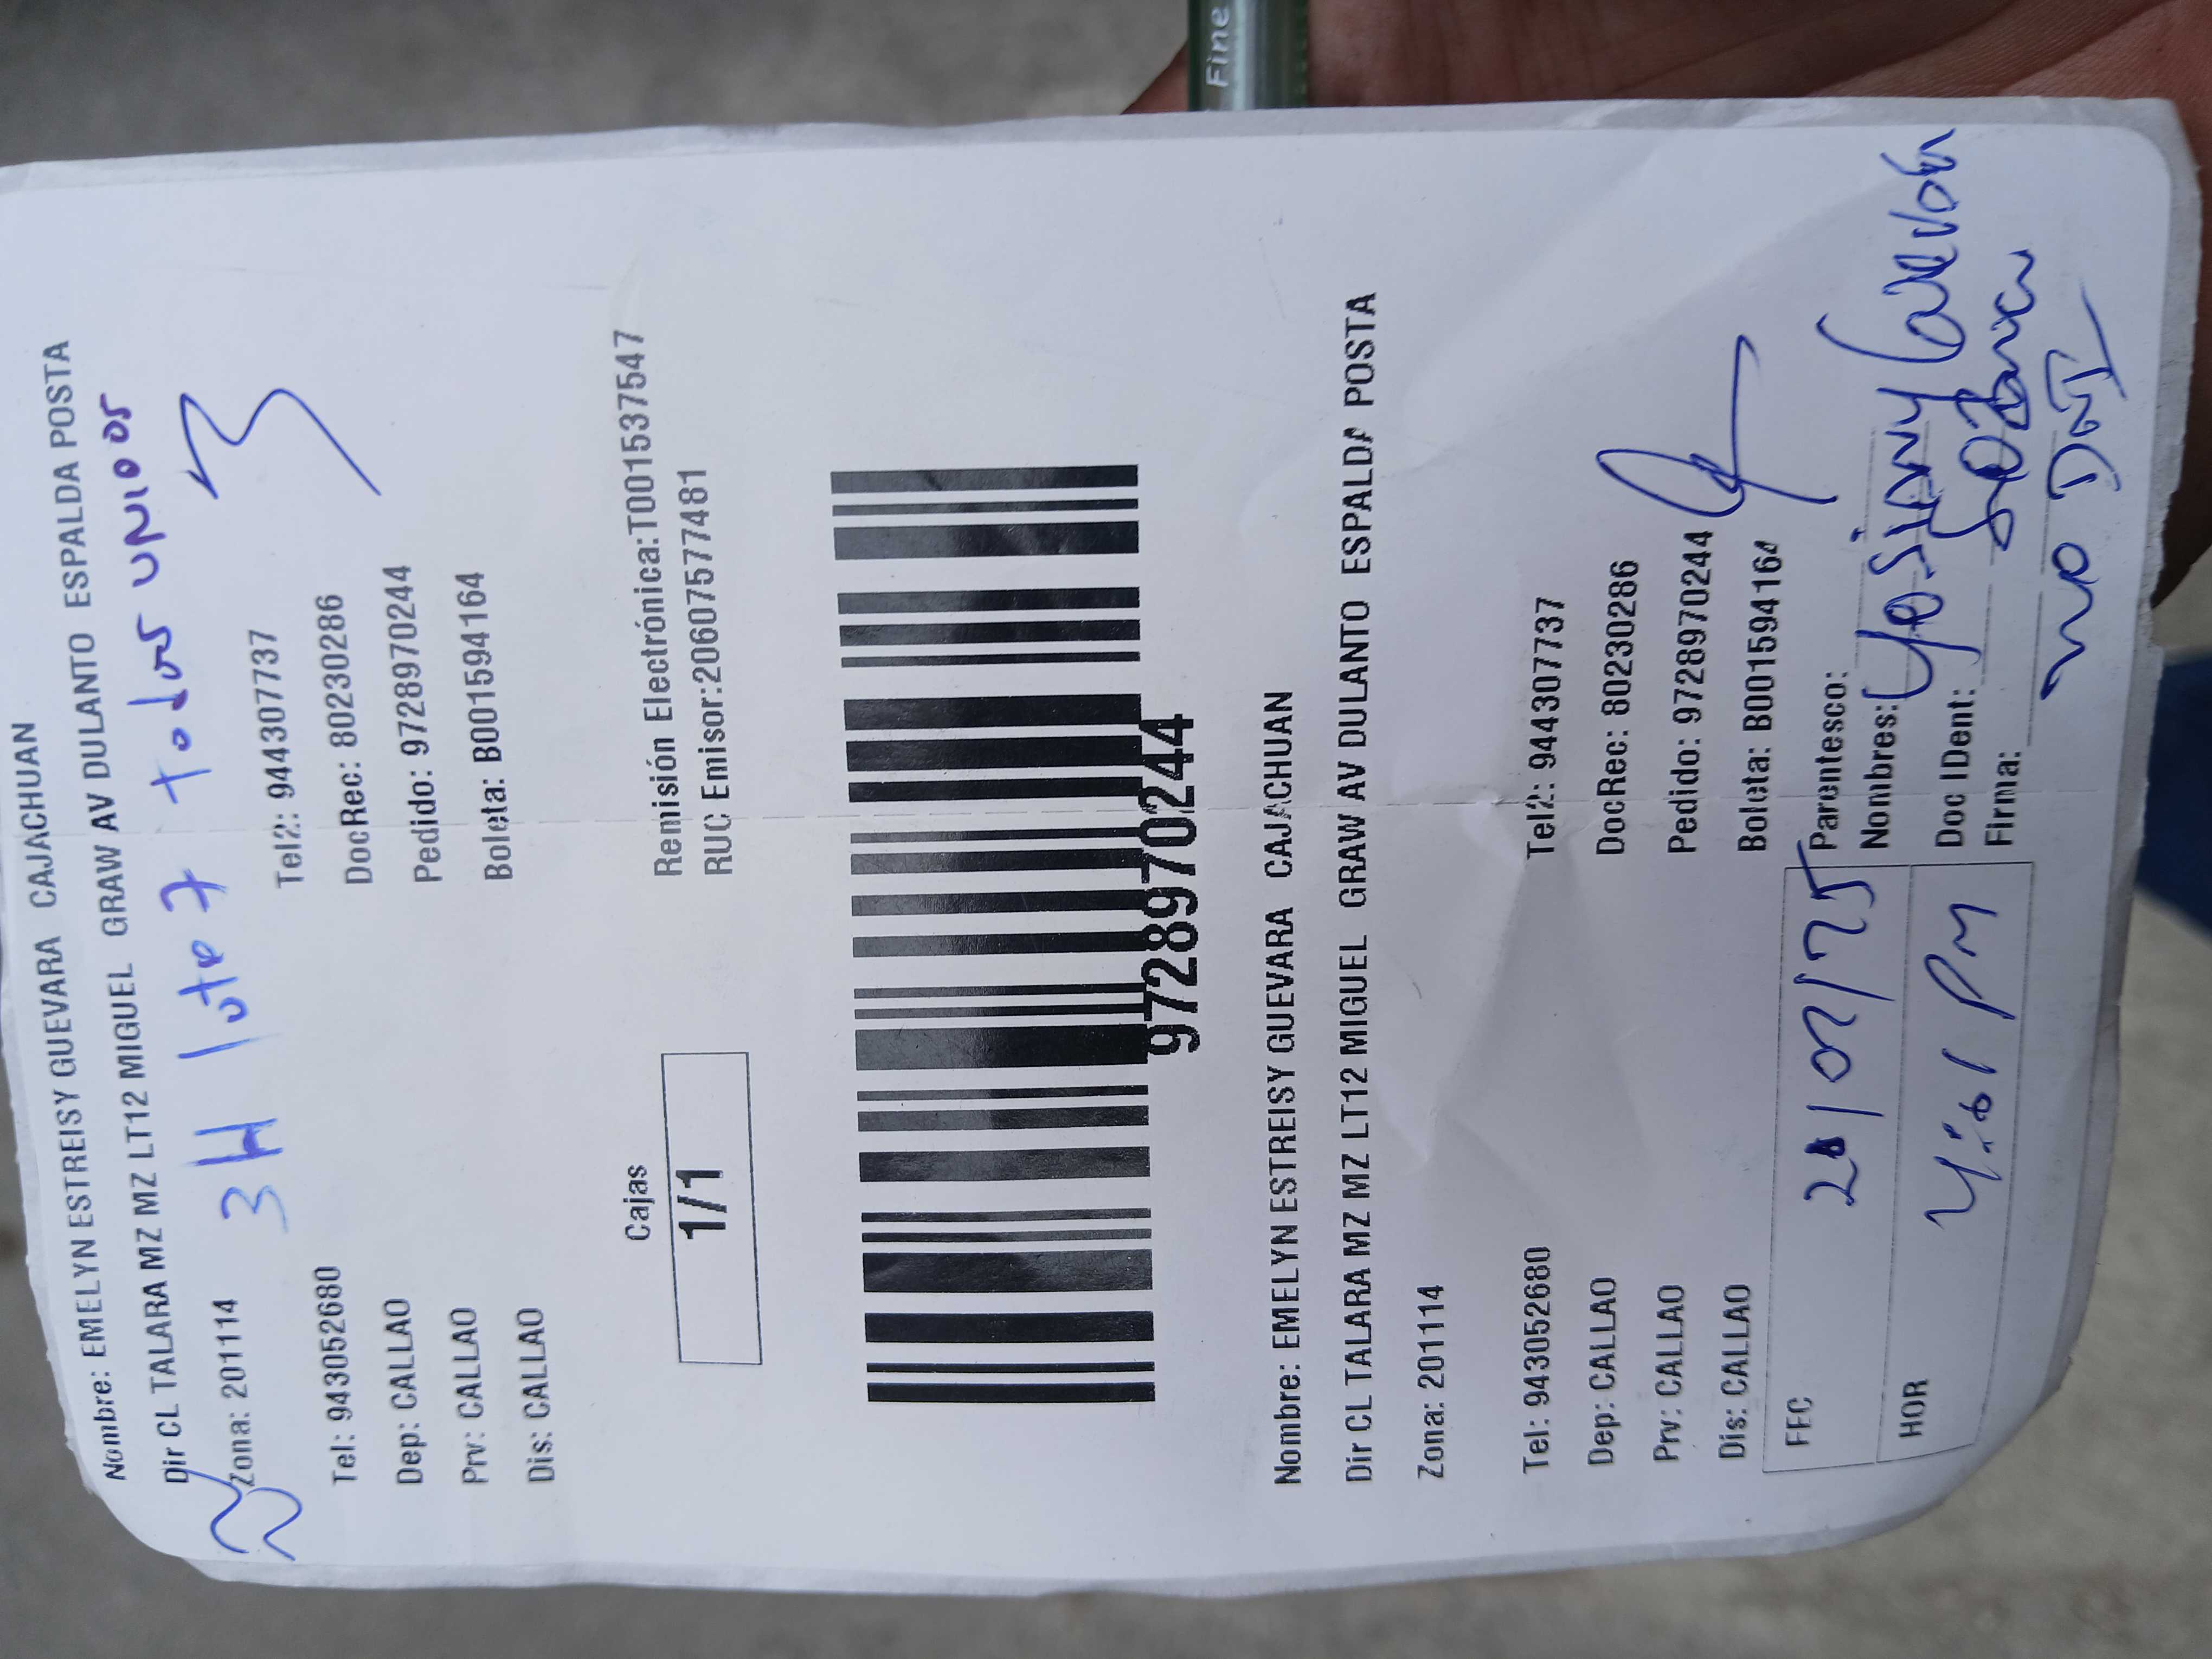 Nombre: EMELYN ESTREISY GUEVARA CAJACHUAN
Dir CL TALARA MZ MZ LT12 MIGUEL GRAW AV DULANTO ESPALDA POSTA
3H lote 7 todos UNIDOS
Zona: 201114
Tel: 943052680 Tel2: 944307737
Dep: CALLAO DocRec: 80230286
Prv: CALLAO Pedido: 9728970244
Dis: CALLAO Boleta: B001594164
Cajas
1/1
Remisión Electrónica:T001537547
RUC Emisor:20607577481
9728970244
Nombre: EMELYN ESTREISY GUEVARA CAJACHUAN
Dir CL TALARA MZ MZ LT12 MIGUEL GRAW AV DULANTO ESPALDA POSTA
Zona: 201114
Tel: 943052680 Tel2: 944307737
Dep: CALLAO DocRec: 80230286
Prv: CALLAO Pedido: 9728970244
Dis: CALLAO Boleta: B001594164
FEC Parentesco:
Nombres:
HOR 4:01 PM Doc IDent:
Firma:
NO DNI
Fine